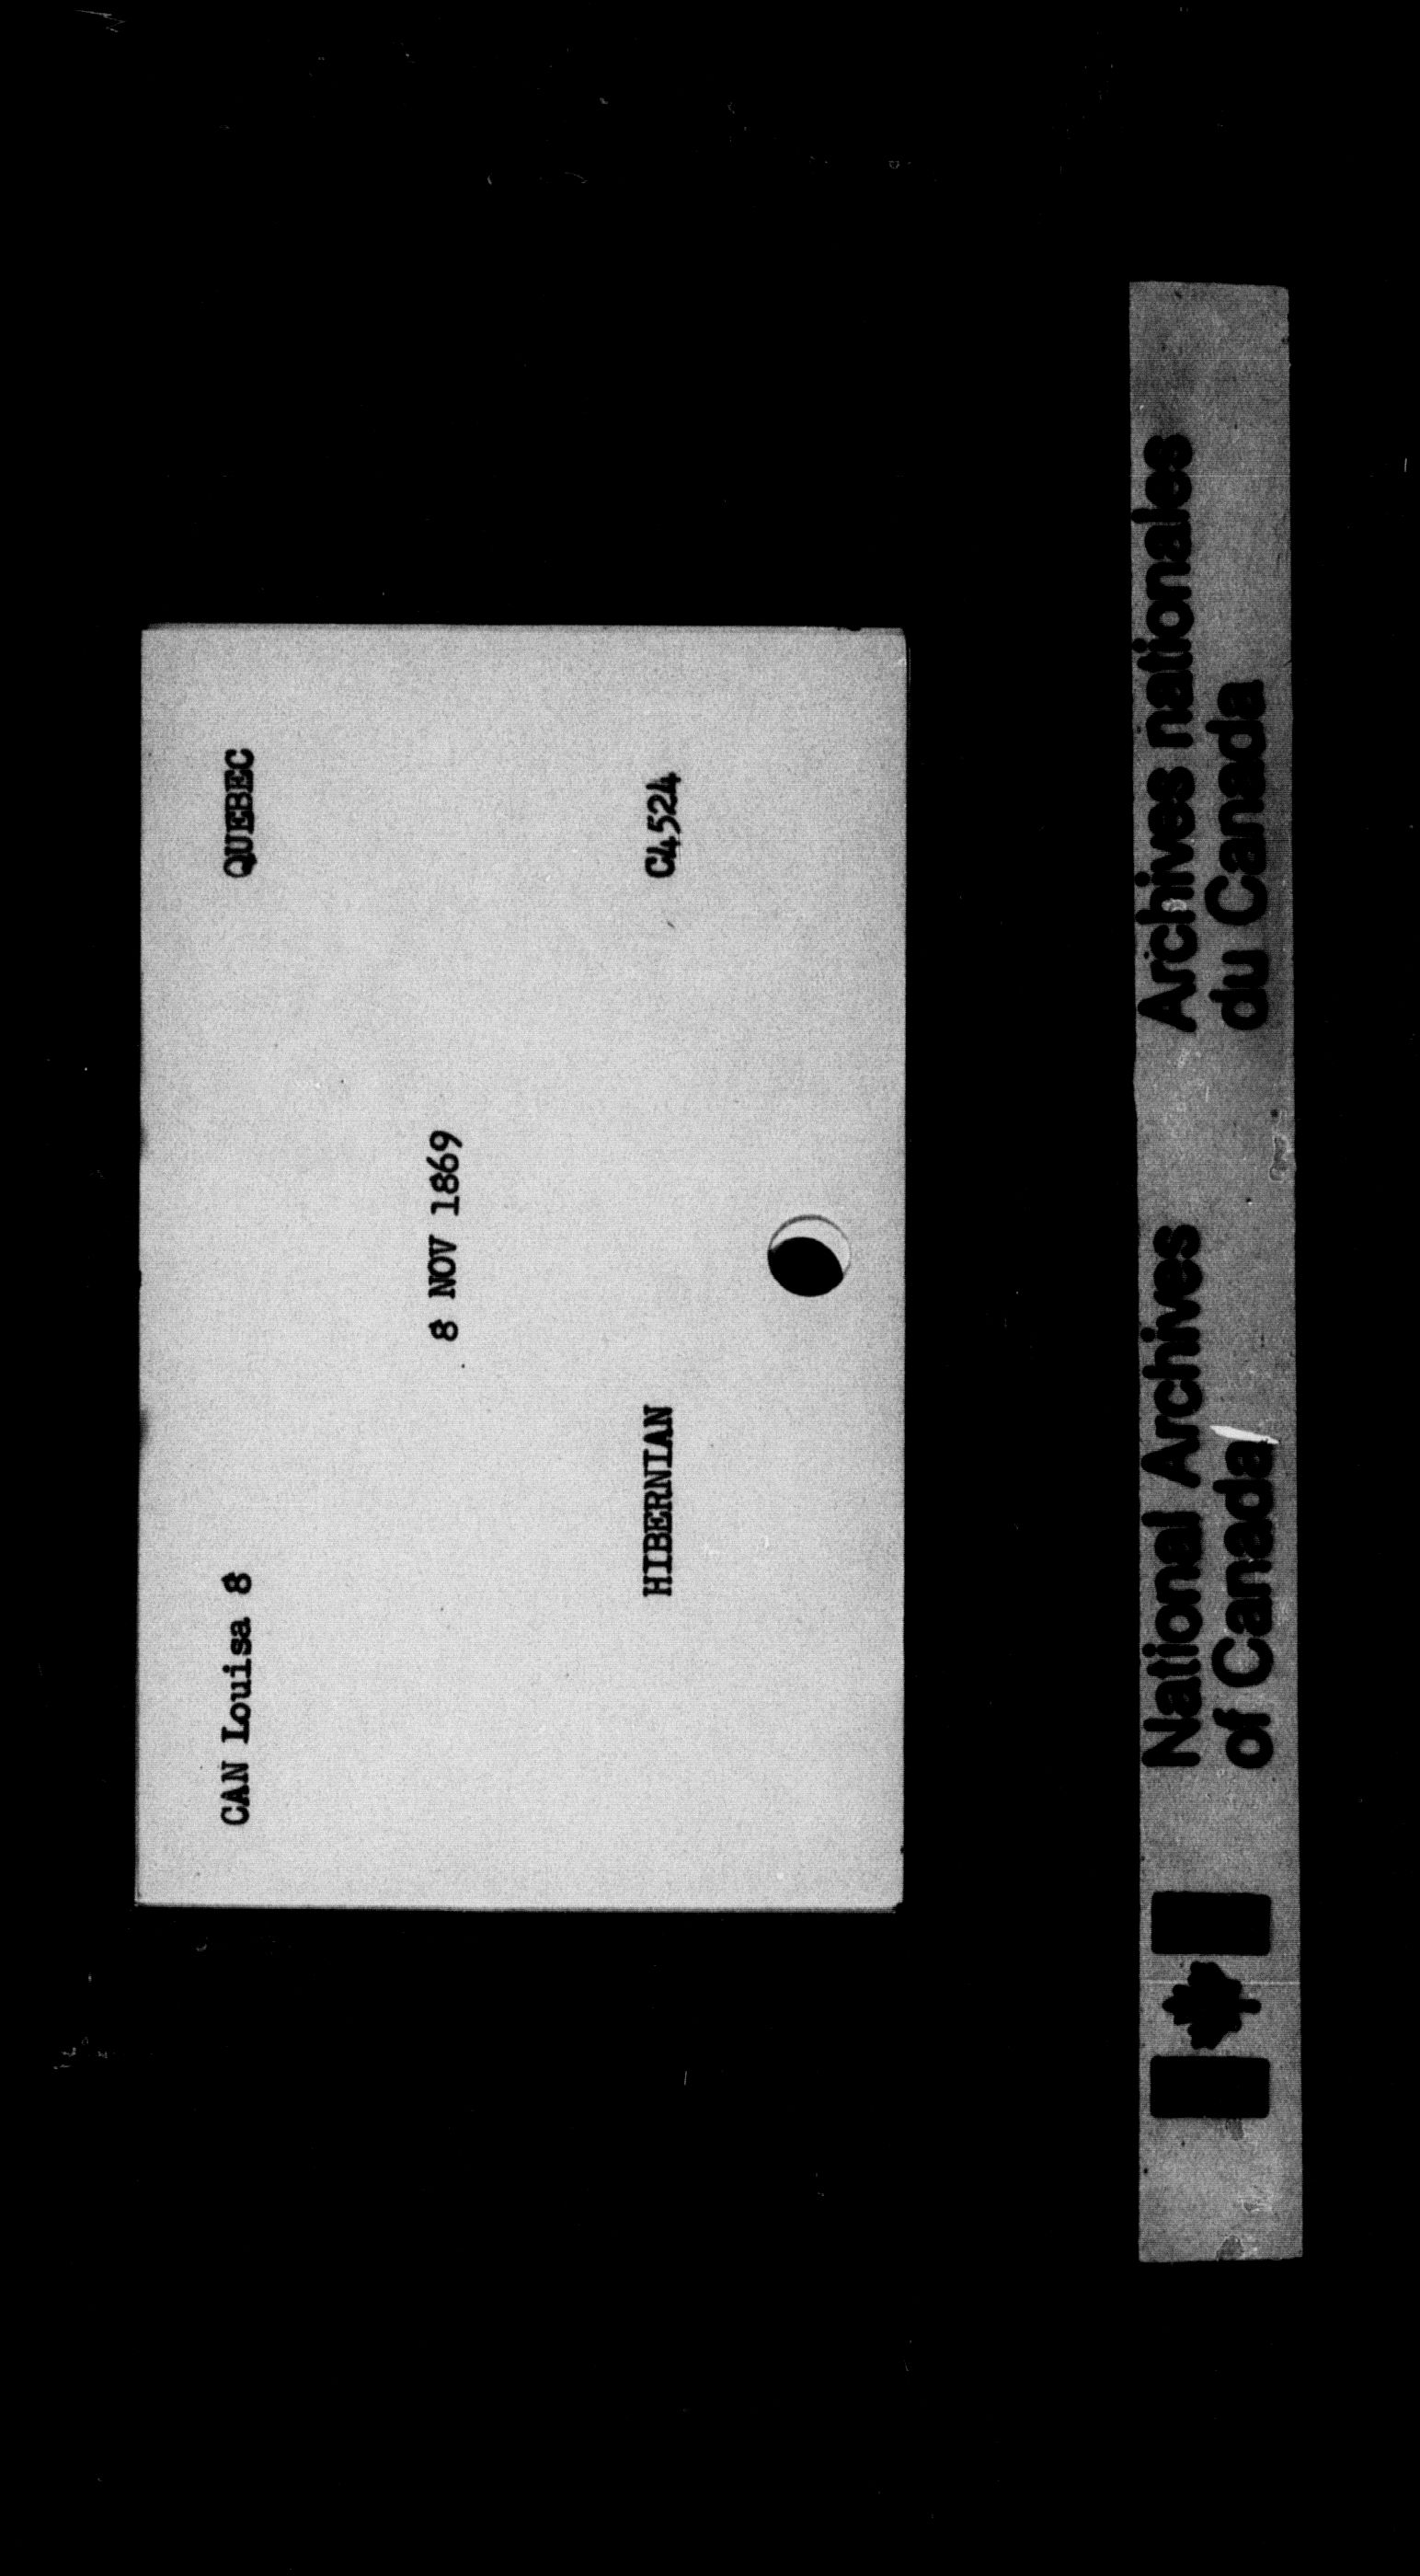 CAN Louisa 8 QUEBEC
8 NOV 1869
HIBERNIAN C4524
National Archives
of Canada
Archives nationales
du Canada